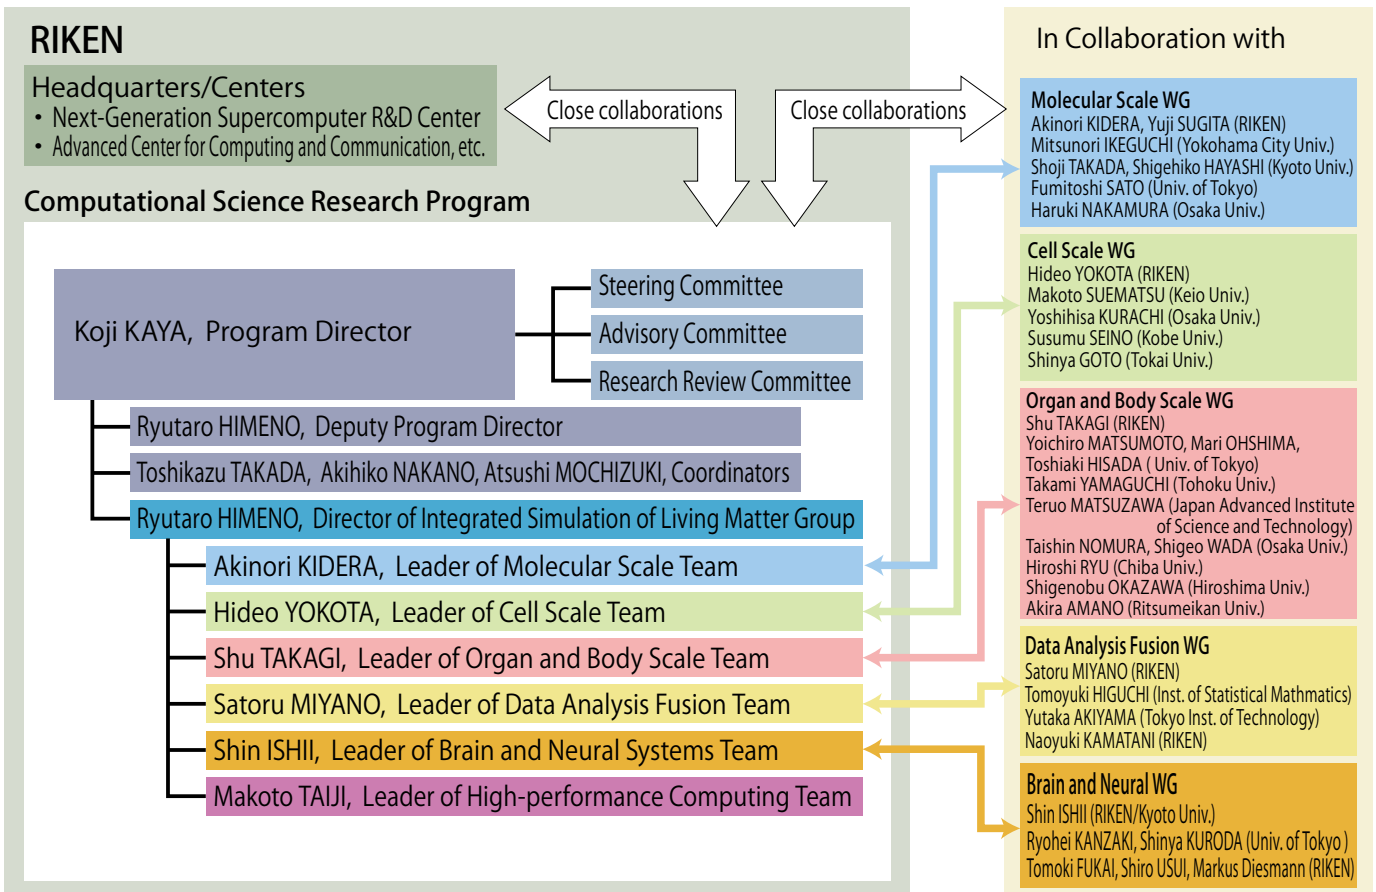 RIKEN
Headquarters/Centers
・ Next-Generation Supercomputer R&D Center
・ Advanced Center for Computing and Communication, etc.
Close collaborations
Close collaborations
Computational Science Research Program
Koji KAYA, Program Director
Steering Committee
Advisory Committee
Research Review Committee
Ryutaro HIMENO, Deputy Program Director
Toshikazu TAKADA, Akihiko NAKANO, Atsushi MOCHIZUKI, Coordinators
Ryutaro HIMENO, Director of Integrated Simulation of Living Matter Group
Akinori KIDERA, Leader of Molecular Scale Team
Hideo YOKOTA, Leader of Cell Scale Team
Shu TAKAGI, Leader of Organ and Body Scale Team
Satoru MIYANO, Leader of Data Analysis Fusion Team
Shin ISHII, Leader of Brain and Neural Systems Team
Makoto TAIJI, Leader of High-performance Computing Team
In Collaboration with
Molecular Scale WG
Akinori KIDERA, Yuji SUGITA (RIKEN)
Mitsunori IKEGUCHI (Yokohama City Univ.)
Shoji TAKADA, Shigehiko HAYASHI (Kyoto Univ.)
Fumitoshi SATO (Univ. of Tokyo)
Haruki NAKAMURA (Osaka Univ.)
Cell Scale WG
Hideo YOKOTA (RIKEN)
Makoto SUEMATSU (Keio Univ.)
Yoshihisa KURACHI (Osaka Univ.)
Susumu SEINO (Kobe Univ.)
Shinya GOTO (Tokai Univ.)
Organ and Body Scale WG
Shu TAKAGI (RIKEN)
Yoichiro MATSUMOTO, Mari OHSHIMA,
Toshiaki HISADA ( Univ. of Tokyo)
Takami YAMAGUCHI (Tohoku Univ.)
Teruo MATSUZAWA (Japan Advanced Institute
of Science and Technology)
Taishin NOMURA, Shigeo WADA (Osaka Univ.)
Hiroshi RYU (Chiba Univ.)
Shigenobu OKAZAWA (Hiroshima Univ.)
Akira AMANO (Ritsumeikan Univ.)
Data Analysis Fusion WG
Satoru MIYANO (RIKEN)
Tomoyuki HIGUCHI (Inst. of Statistical Mathmatics)
Yutaka AKIYAMA (Tokyo Inst. of Technology)
Naoyuki KAMATANI (RIKEN)
Brain and Neural WG
Shin ISHII (RIKEN/Kyoto Univ.)
Ryohei KANZAKI, Shinya KURODA (Univ. of Tokyo )
Tomoki FUKAI, Shiro USUI, Markus Diesmann (RIKEN)